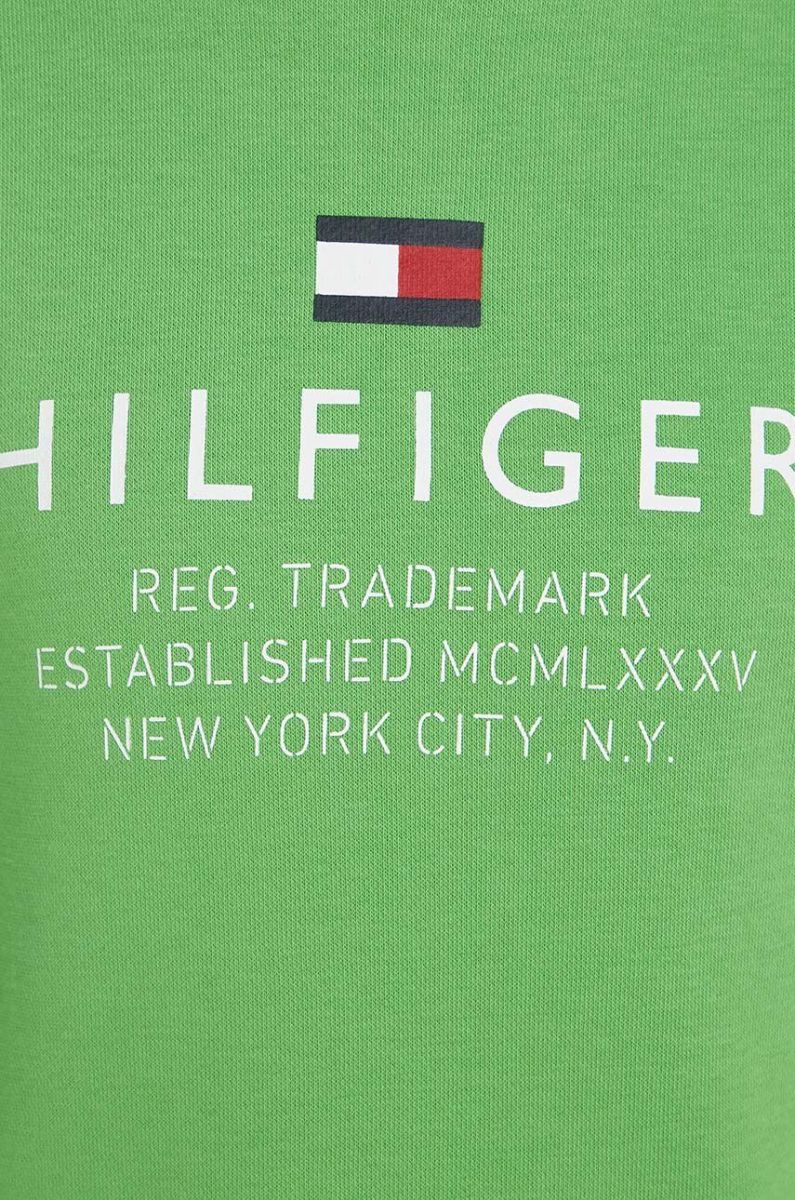 HILFIGER
REG. TRADEMARK
ESTABLISHED MCMLXXXV
NEW YORK CITY, N.Y.